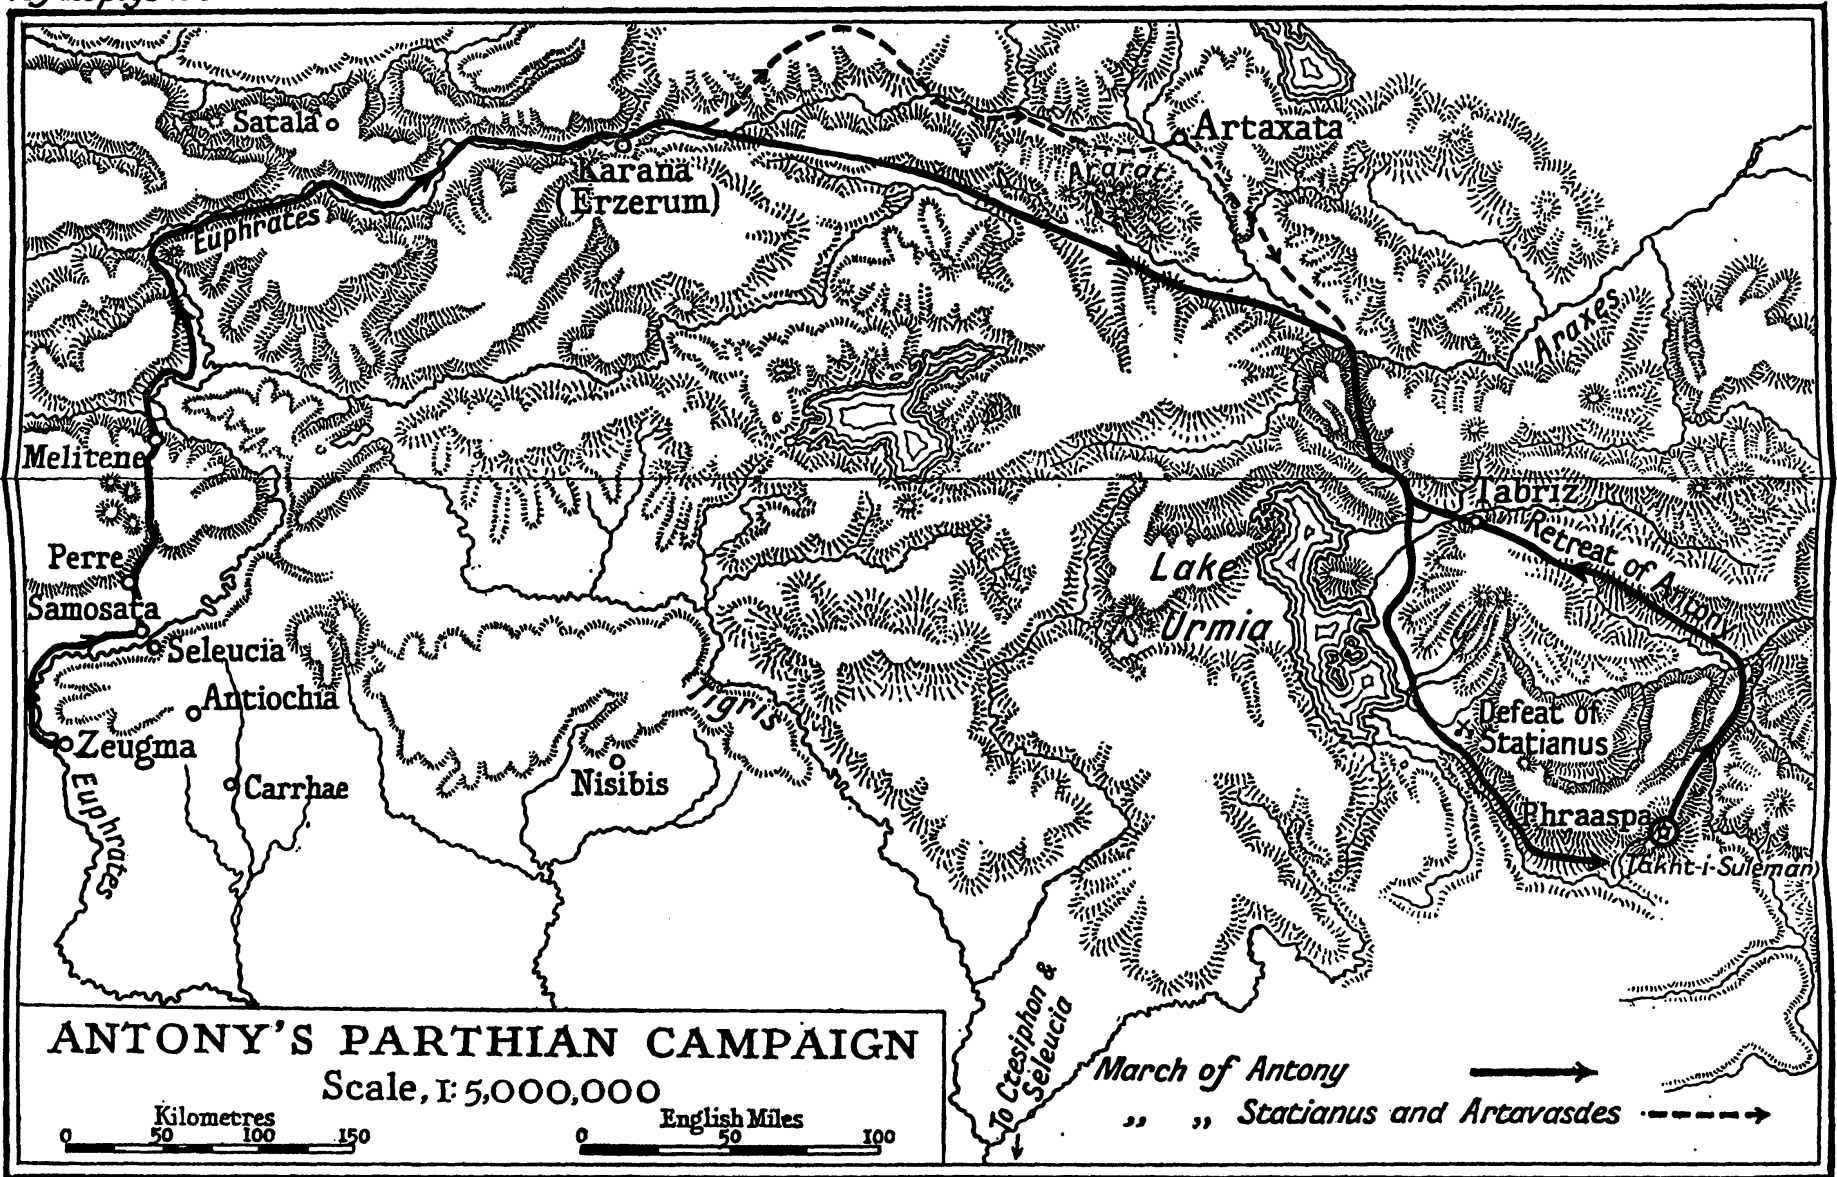 Satala
Artaxata
Karana
(Erzerum)
Ararat
Euphrates
Araxes
Melitene
Tabriz
Retreat of Antony
Perre
Lake
Urmia
Samosata
Seleucia
Antiochia
Tigris
Defeat of
Statianus
Zeugma
Nisibis
Carrhae
Euphrates
Phraaspa
(Takht-i-Suleman)
To Ctesiphon &
Seleucia
ANTONY'S PARTHIAN CAMPAIGN
Scale, 1:5,000,000
Kilometres
0 50 100 150
English Miles
0 50 100
March of Antony
„ „ Statianus and Artavasdes